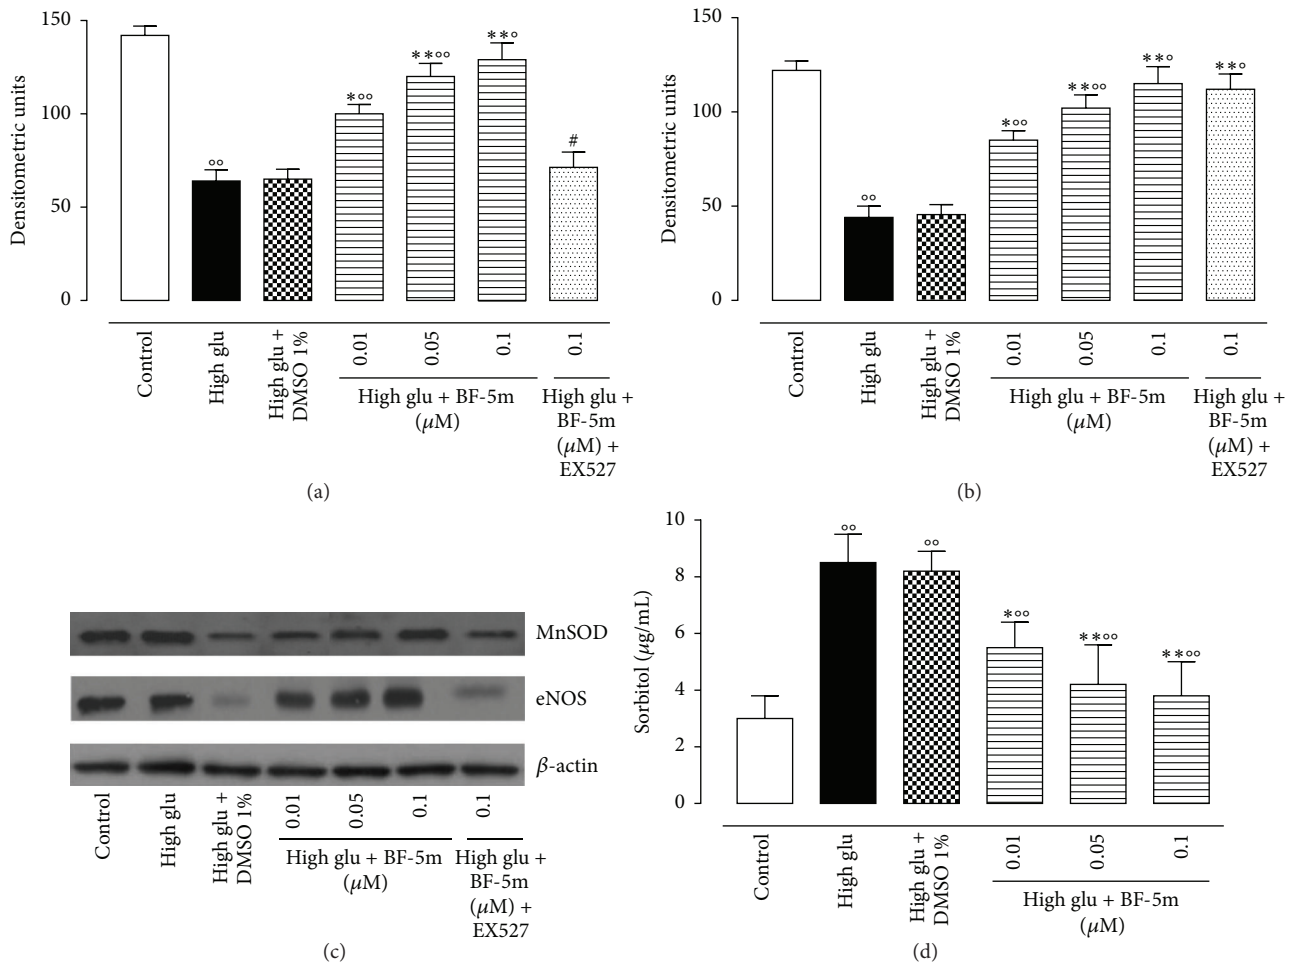 150
100
50
0
Densitometric units
°°
*°°
**°°
**°
#
Control
High glu
High glu +
DMSO 1%
0.01
0.05
0.1
0.1
High glu + BF-5m
(μM)
High glu +
BF-5m
(μM) +
EX527
(a)
150
100
50
0
Densitometric units
°°
*°°
**°°
**°
**°
Control
High glu
High glu +
DMSO 1%
0.01
0.05
0.1
0.1
High glu + BF-5m
(μM)
High glu +
BF-5m
(μM) +
EX527
(b)
MnSOD
eNOS
β-actin
Control
High glu
High glu +
DMSO 1%
0.01
0.05
0.1
0.1
High glu + BF-5m
(μM)
High glu +
BF-5m
(μM) +
EX527
(c)
10
8
6
4
2
0
Sorbitol (μg/mL)
°°
°°
*°°
**°°
**°°
Control
High glu
High glu +
DMSO 1%
0.01
0.05
0.1
High glu + BF-5m
(μM)
(d)